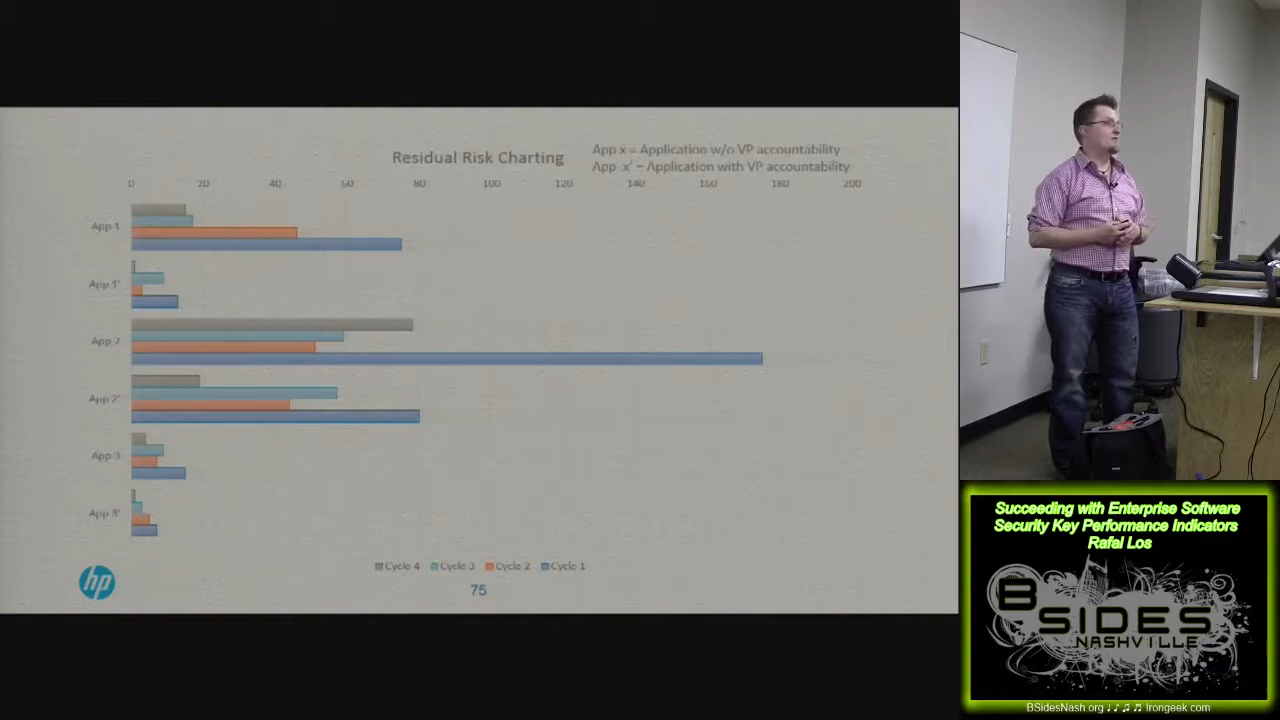 Residual Risk Charting
App x = Application w/o VP accountability
App x' = Application with VP accountability
0 20 40 60 80 100 120 140 160 180 200
App 1
App 1'
App 2
App 2'
App 3
App 3'
Cycle 4 Cycle 3 Cycle 2 Cycle 1
hp
75
Succeeding with Enterprise Software
Security Key Performance Indicators
Rafal Los
BSIDES
NASHVILLE
BSidesNash.org ♩♪♫♬ Irongeek.com